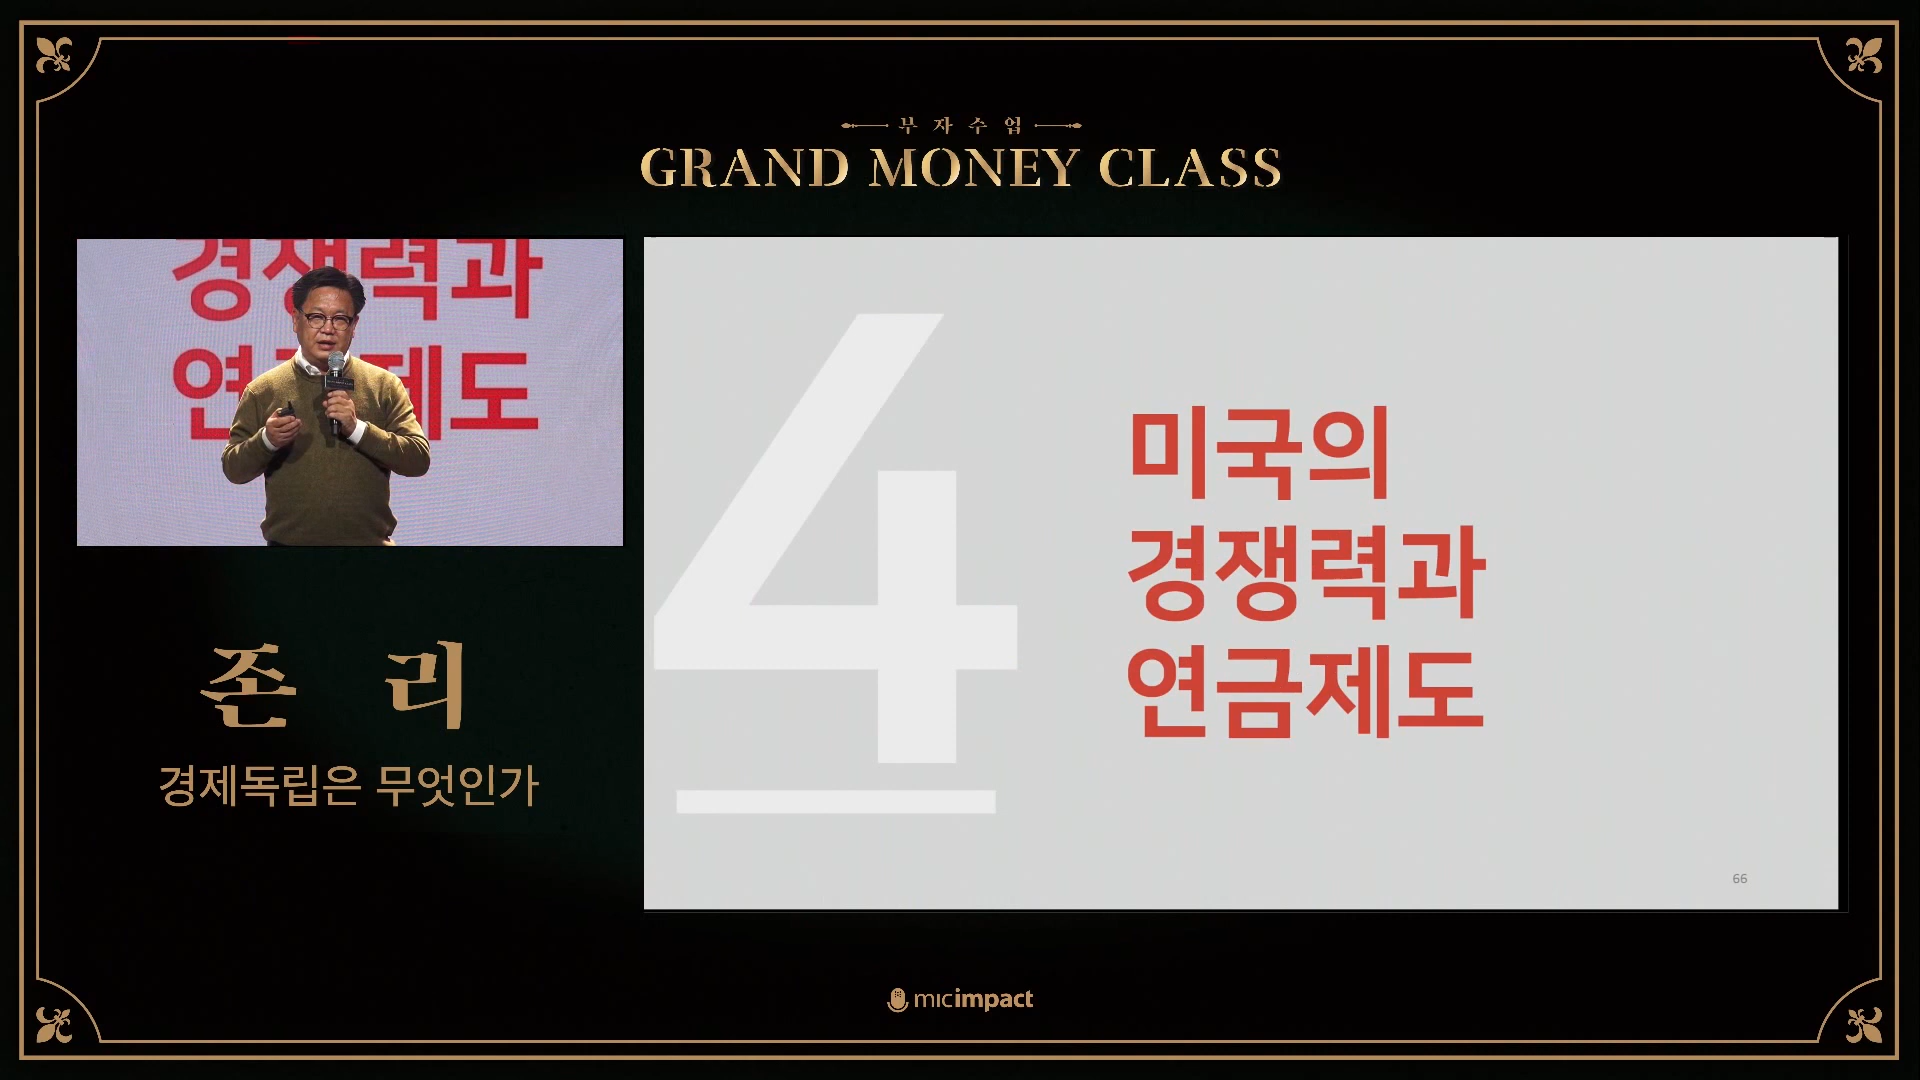 부자수업
GRAND MONEY CLASS
경쟁력과
연 제도
존 리
경제독립은 무엇인가
4
미국의
경쟁력과
연금제도
66
micimpact